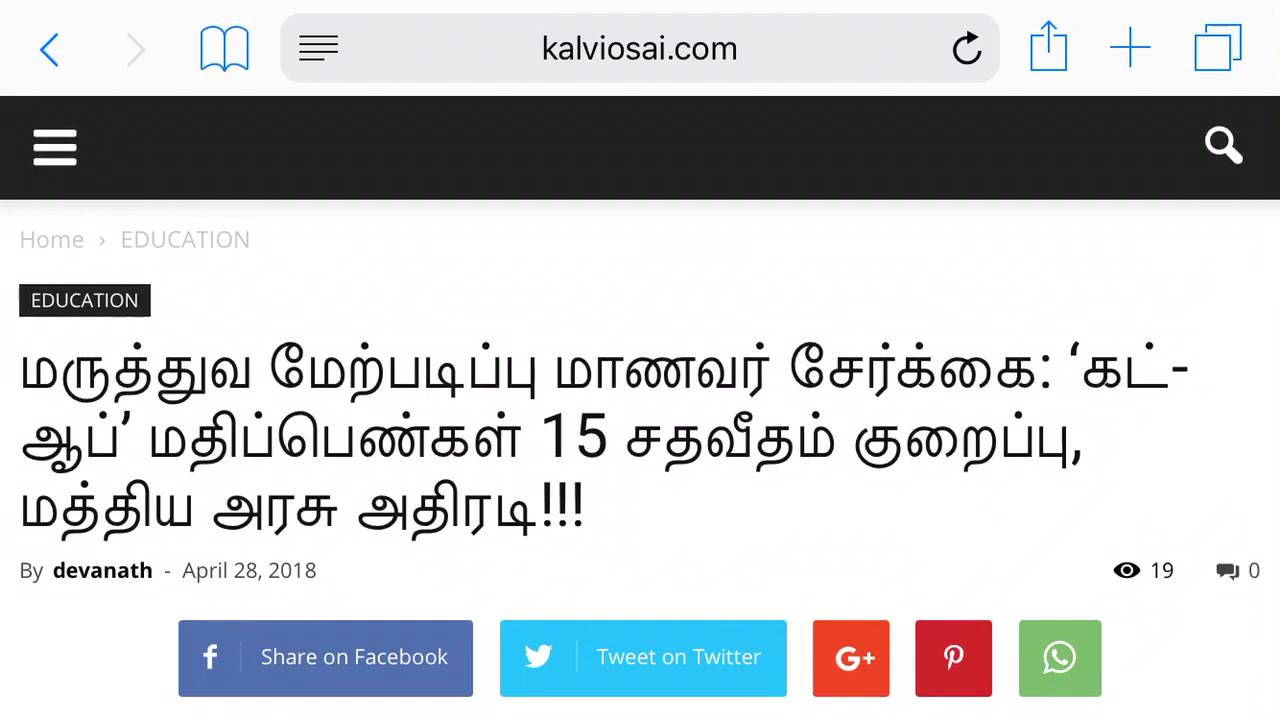 kalviosai.com
Home › EDUCATION
EDUCATION
மருத்துவ மேற்படிப்பு மாணவர் சேர்க்கை: ‘கட்-
ஆப்’ மதிப்பெண்கள் 15 சதவீதம் குறைப்பு,
மத்திய அரசு அதிரடி!!!
By devanath - April 28, 2018 19 0
Share on Facebook Tweet on Twitter G+